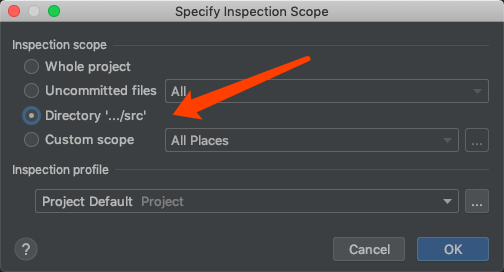 Specify Inspection Scope
Inspection scope
Whole project
Uncommitted files All
Directory '.../src'
Custom scope All Places ...
Inspection profile
Project Default Project ...
? Cancel OK